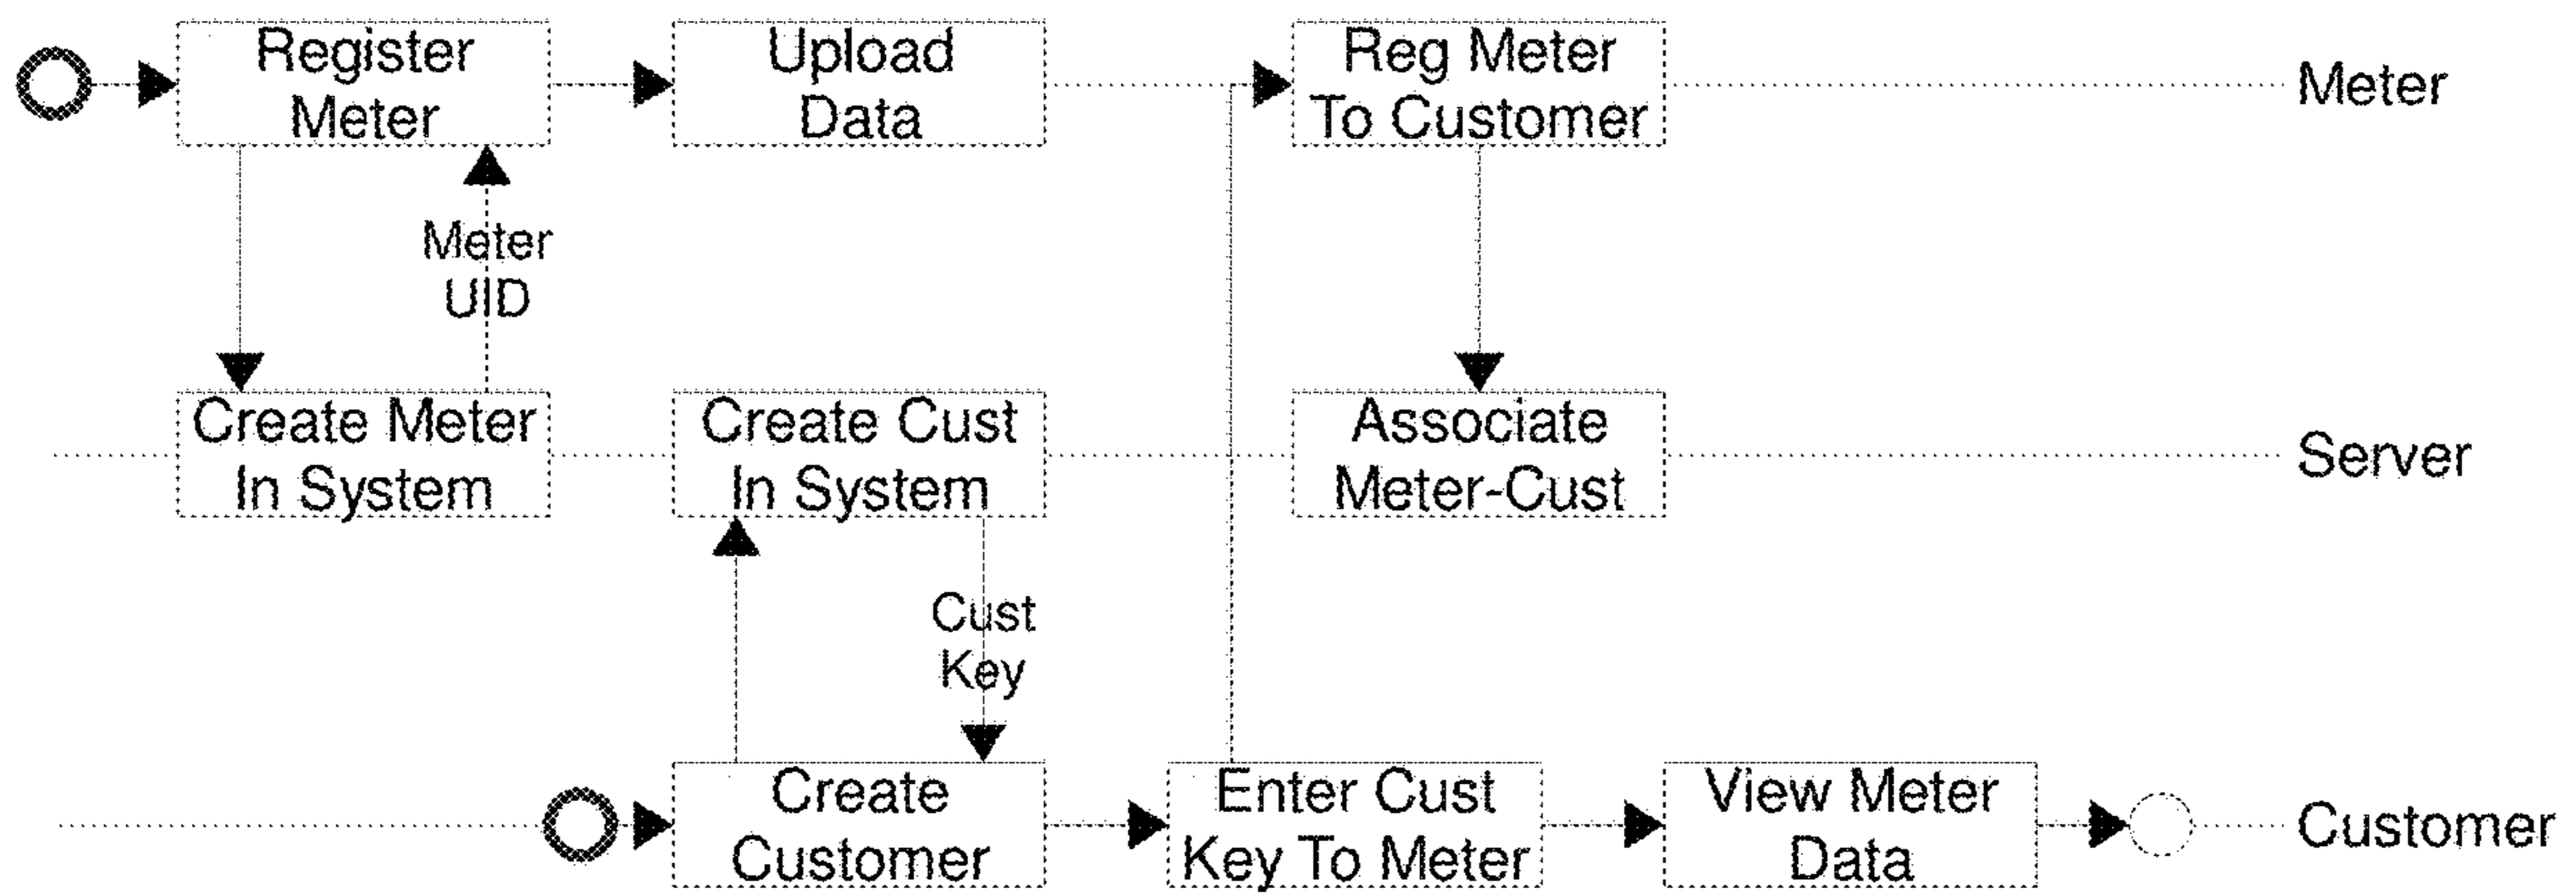 Register
Meter
Upload
Data
Reg Meter
To Customer
Meter
Meter
UID
Create Meter
In System
Create Cust
In System
Associate
Meter-Cust
Server
Cust
Key
Create
Customer
Enter Cust
Key To Meter
View Meter
Data
Customer